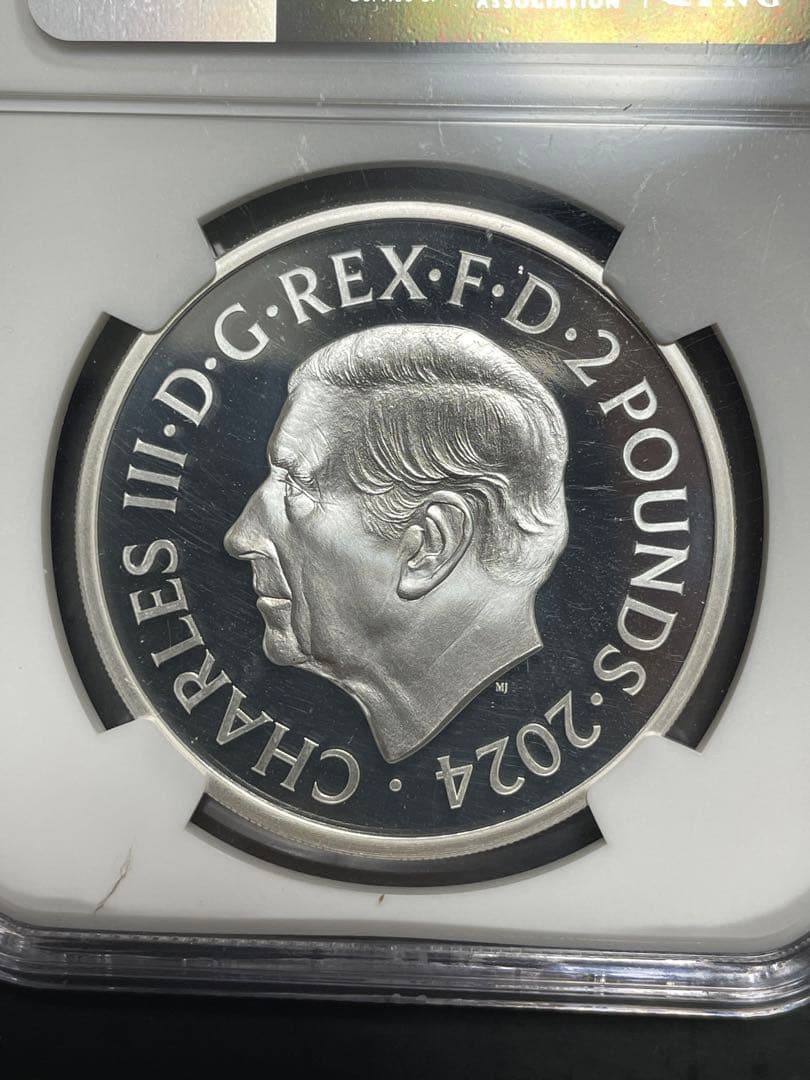 ASSOCIATION
CHARLES III·D·G·REX·F·D·2 POUNDS·2024·
MJ